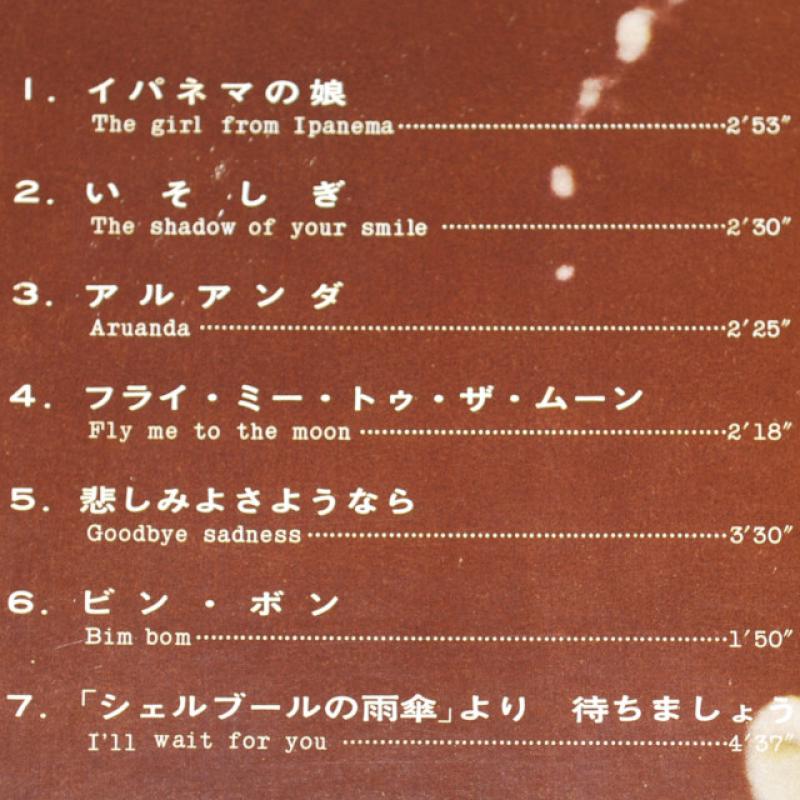 1. イパネマの娘
The girl from Ipanema 2′53″
2. いそしぎ
The shadow of your smile 2′30″
3. アルアンダ
Aruanda 2′25″
4. フライ・ミー・トゥ・ザ・ムーン
Fly me to the moon 2′18″
5. 悲しみよさようなら
Goodbye sadness 3′30″
6. ビン・ボン
Bim bom 1′50″
7. 「シェルブールの雨傘」より 待ちましょう
I'll wait for you 4′37″